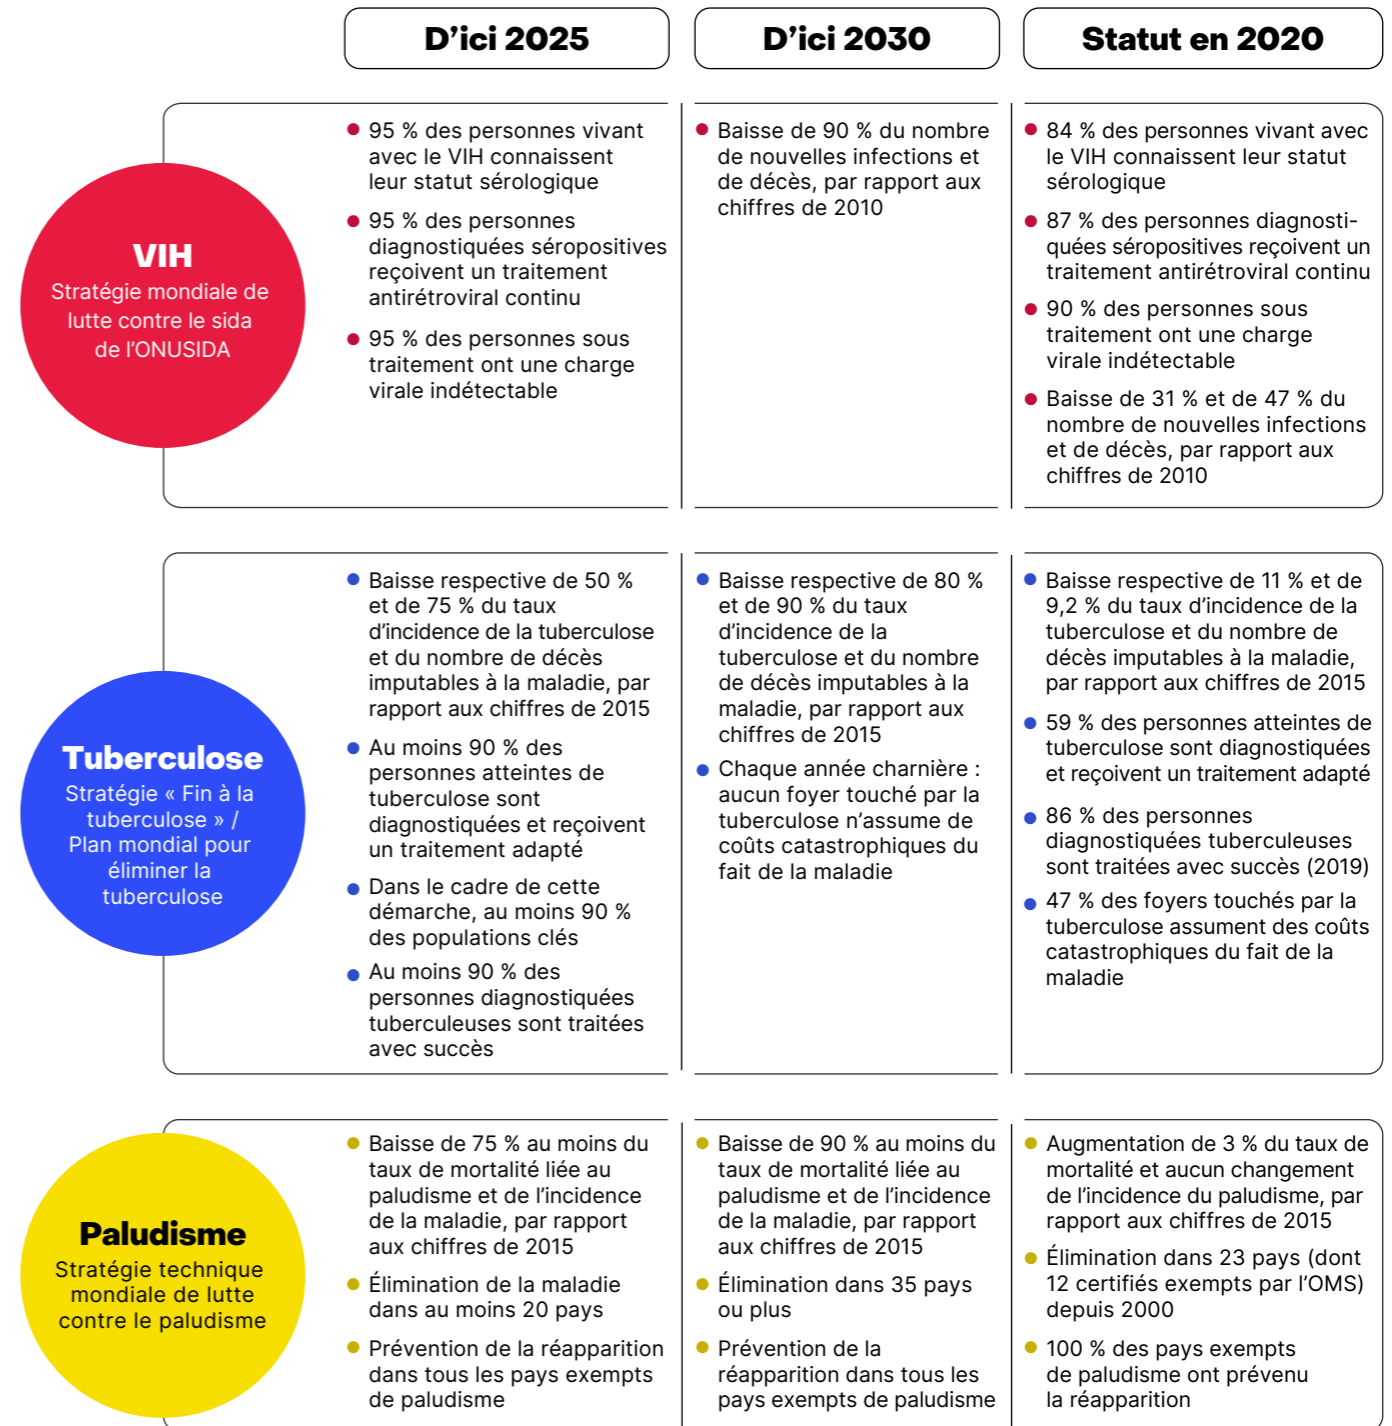 D’ici 2025
D’ici 2030
Statut en 2020
VIH
Stratégie mondiale de
lutte contre le sida
de l’ONUSIDA
95 % des personnes vivant
avec le VIH connaissent
leur statut sérologique
95 % des personnes
diagnostiquées séropositives
reçoivent un traitement
antirétroviral continu
95 % des personnes sous
traitement ont une charge
virale indétectable
Baisse de 90 % du nombre
de nouvelles infections et
de décès, par rapport aux
chiffres de 2010
84 % des personnes vivant avec
le VIH connaissent leur statut
sérologique
87 % des personnes diagnosti-
quées séropositives reçoivent un
traitement antirétroviral continu
90 % des personnes sous
traitement ont une charge
virale indétectable
Baisse de 31 % et de 47 % du
nombre de nouvelles infections
et de décès, par rapport aux
chiffres de 2010
Tuberculose
Stratégie « Fin à la
tuberculose » /
Plan mondial pour
éliminer la
tuberculose
Baisse respective de 50 %
et de 75 % du taux
d’incidence de la tuberculose
et du nombre de décès
imputables à la maladie, par
rapport aux chiffres de 2015
Au moins 90 % des
personnes atteintes de
tuberculose sont
diagnostiquées et reçoivent
un traitement adapté
Dans le cadre de cette
démarche, au moins 90 %
des populations clés
Au moins 90 % des
personnes diagnostiquées
tuberculeuses sont traitées
avec succès
Baisse respective de 80 %
et de 90 % du taux
d’incidence de la
tuberculose et du nombre
de décès imputables à la
maladie, par rapport aux
chiffres de 2015
Chaque année charnière :
aucun foyer touché par la
tuberculose n’assume de
coûts catastrophiques du
fait de la maladie
Baisse respective de 11 % et de
9,2 % du taux d’incidence de la
tuberculose et du nombre de
décès imputables à la maladie,
par rapport aux chiffres de 2015
59 % des personnes atteintes de
tuberculose sont diagnostiquées
et reçoivent un traitement adapté
86 % des personnes
diagnostiquées tuberculeuses
sont traitées avec succès (2019)
47 % des foyers touchés par la
tuberculose assument des coûts
catastrophiques du fait de la
maladie
Paludisme
Stratégie technique
mondiale de lutte
contre le paludisme
Baisse de 75 % au moins du
taux de mortalité liée au
paludisme et de l’incidence
de la maladie, par rapport
aux chiffres de 2015
Élimination de la maladie
dans au moins 20 pays
Prévention de la réapparition
dans tous les pays exempts
de paludisme
Baisse de 90 % au moins du
taux de mortalité liée au
paludisme et de l’incidence
de la maladie, par rapport
aux chiffres de 2015
Élimination dans 35 pays
ou plus
Prévention de la
réapparition dans tous les
pays exempts de paludisme
Augmentation de 3 % du taux de
mortalité et aucun changement
de l’incidence du paludisme, par
rapport aux chiffres de 2015
Élimination dans 23 pays (dont
12 certifiés exempts par l’OMS)
depuis 2000
100 % des pays exempts
de paludisme ont prévenu
la réapparition